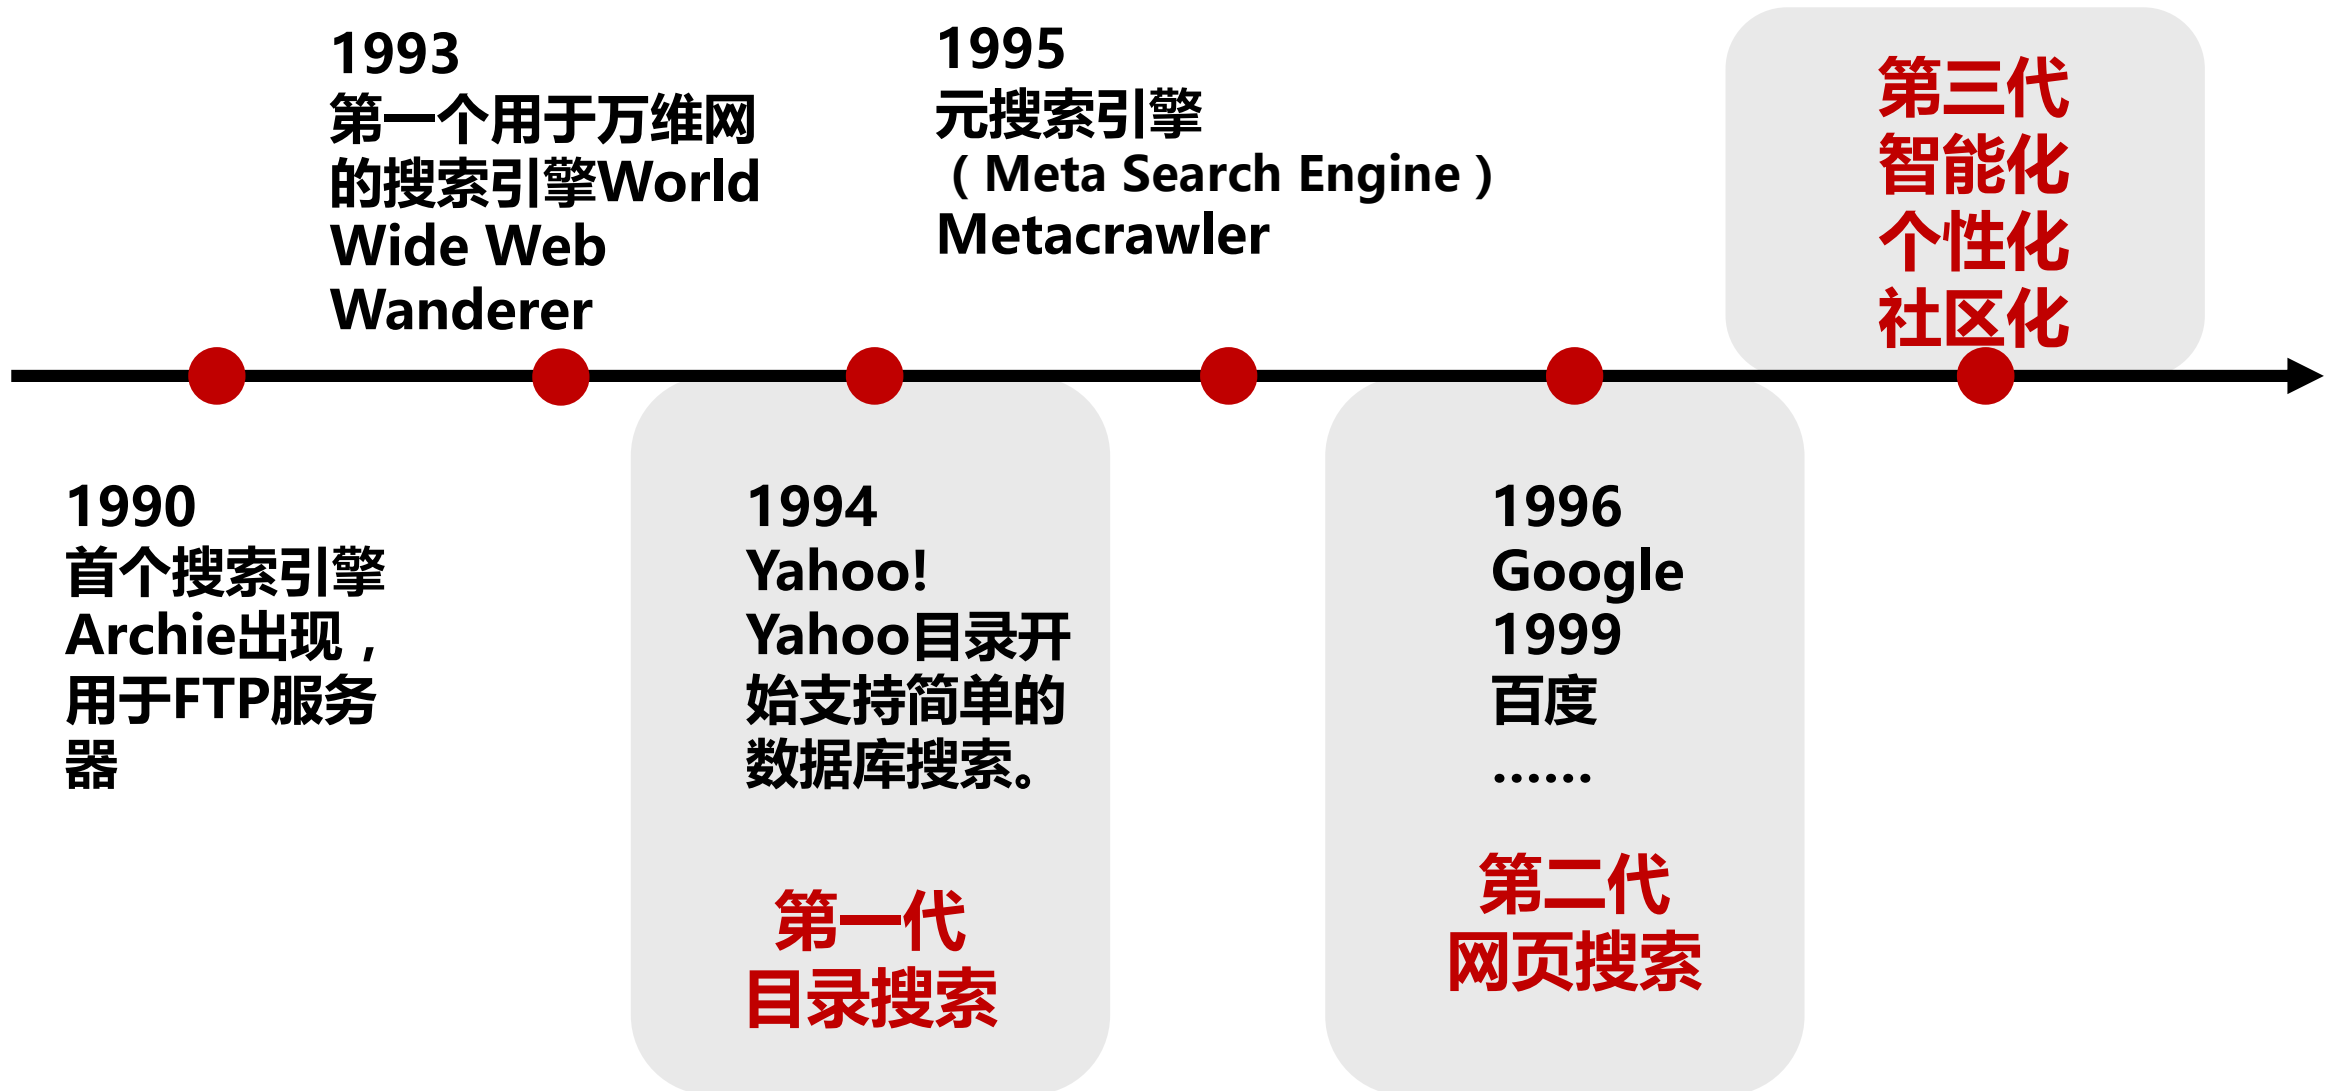 1993
第一个用于万维网
的搜索引擎World
Wide Web
Wanderer
1995
元搜索引擎
（Meta Search Engine）
Metacrawler
第三代
智能化
个性化
社区化
1990
首个搜索引擎
Archie出现，
用于FTP服务
器
1994
Yahoo!
Yahoo目录开
始支持简单的
数据库搜索。
第一代
目录搜索
1996
Google
1999
百度
……
第二代
网页搜索